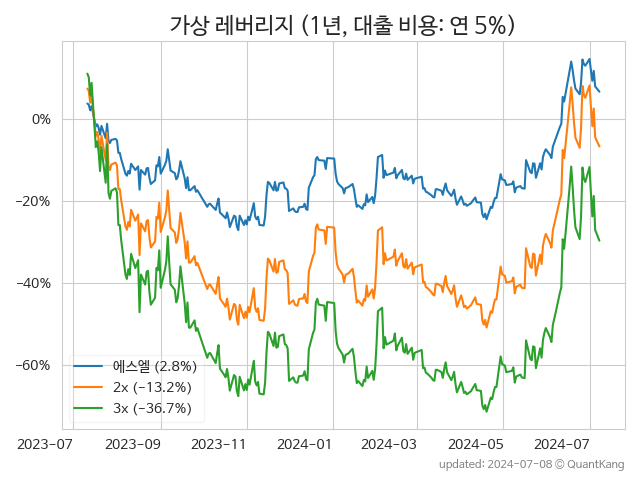 가상 레버리지 (1년, 대출 비용: 연 5%)
0%
−20%
−40%
−60%
에스엘 (2.8%)
2x (−13.2%)
3x (−36.7%)
2023−07
2023−09
2023−11
2024−01
2024−03
2024−05
2024−07
updated: 2024−07−08 © QuantKang